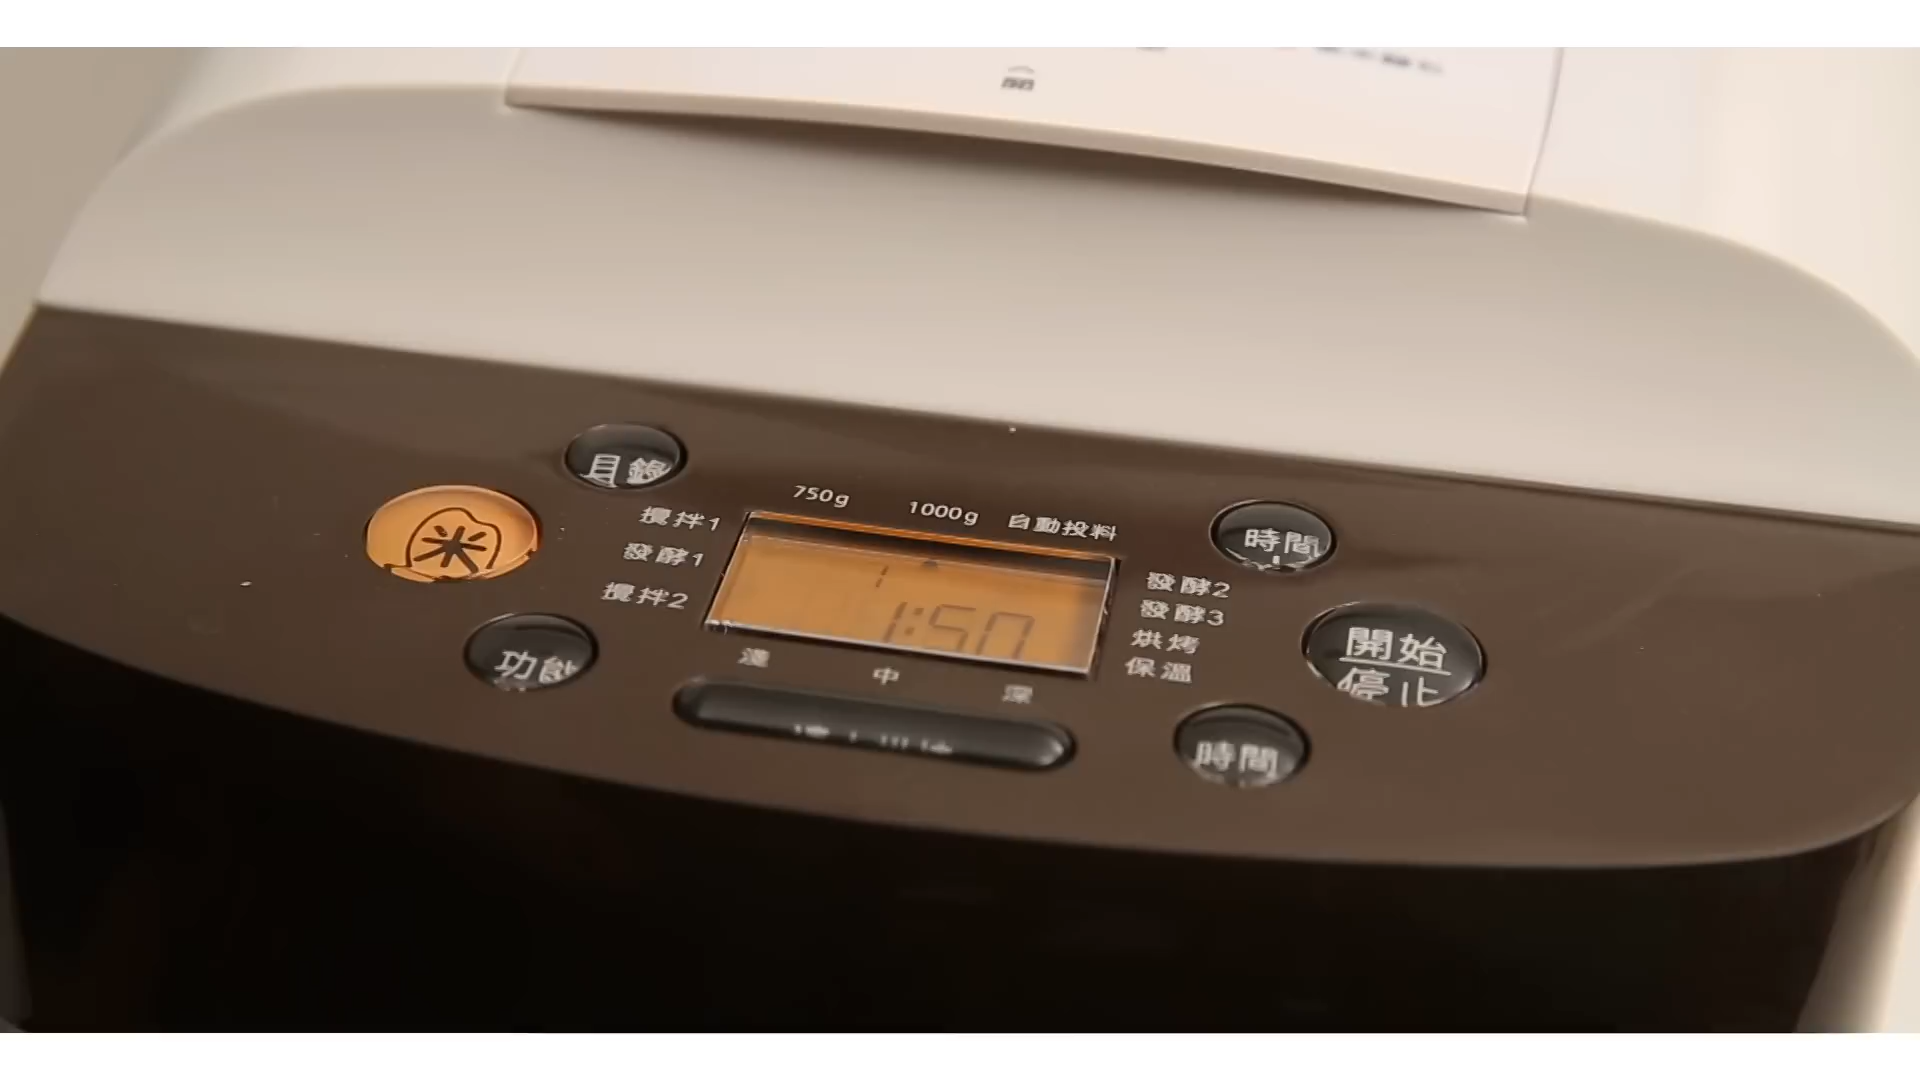 750g
1000g
自動投料
攪拌1
發酵1
攪拌2
米
功能
1
1:50
淺
中
深
時間
發酵2
發酵3
烘烤
保溫
開始
停止
時間